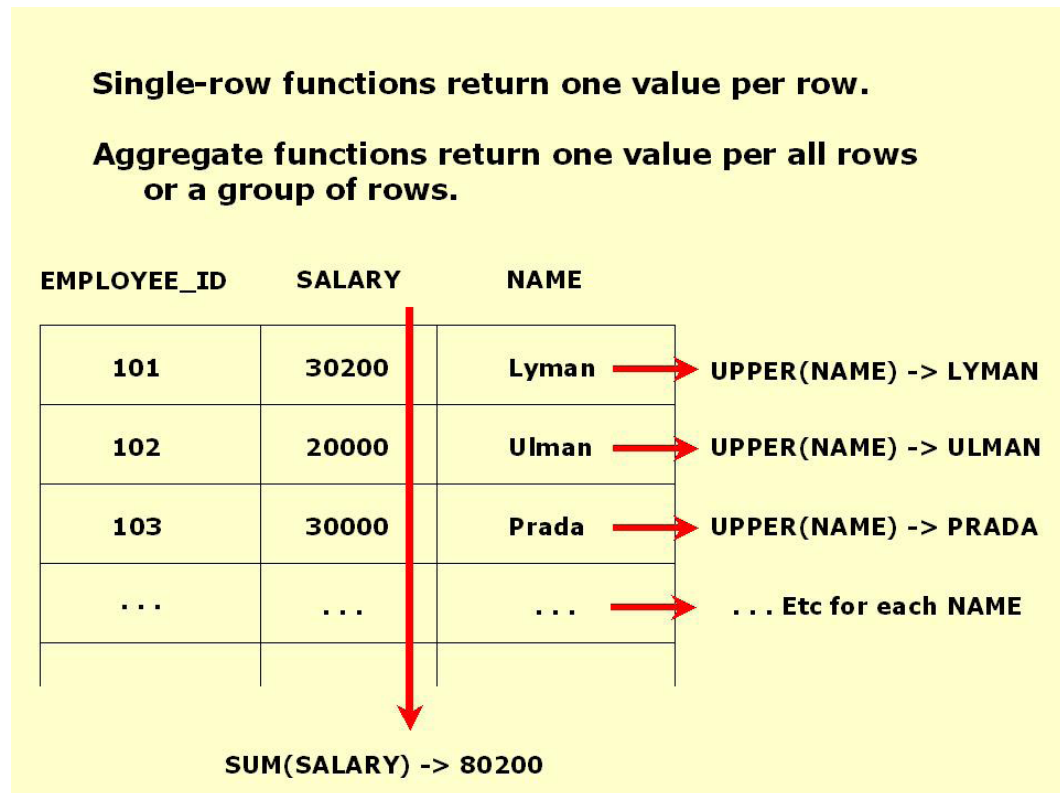 Single-row functions return one value per row.
Aggregate functions return one value per all rows
or a group of rows.
EMPLOYEE_ID SALARY NAME
101 30200 Lyman UPPER(NAME) -> LYMAN
102 20000 Ulman UPPER(NAME) -> ULMAN
103 30000 Prada UPPER(NAME) -> PRADA
. . . . . . . . . . . . Etc for each NAME
SUM(SALARY) -> 80200